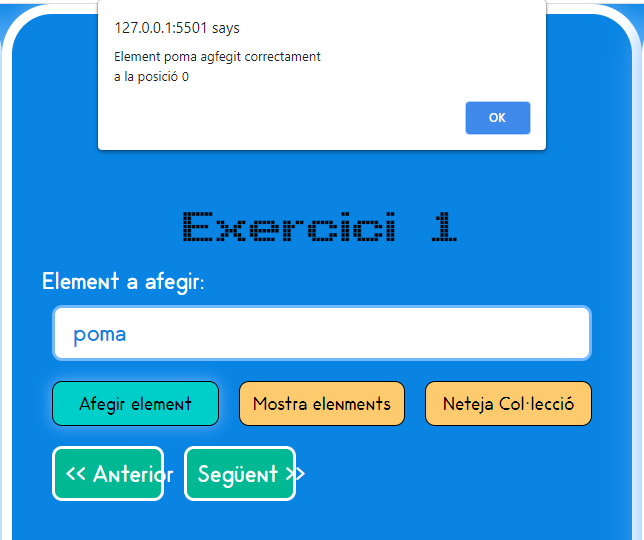 127.0.0.1:5501 says
Element poma agfegit correctament
a la posició 0
OK
Exercici 1
Element a afegir:
poma
Afegir element
Mostra elenments
Neteja Col·lecció
<< Anterior
Següent >>